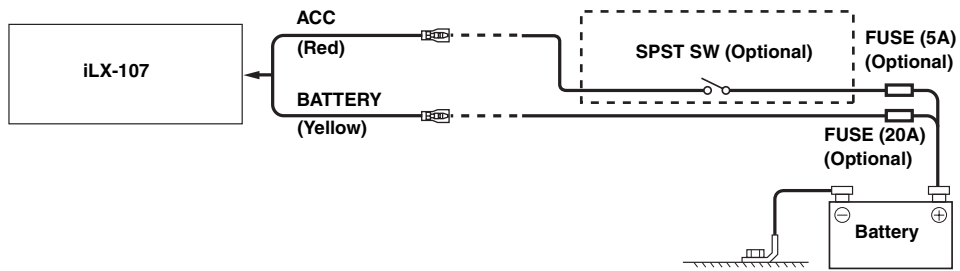 ACC
(Red)
iLX-107
BATTERY
(Yellow)
SPST SW (Optional)
FUSE (5A)
(Optional)
FUSE (20A)
(Optional)
Battery